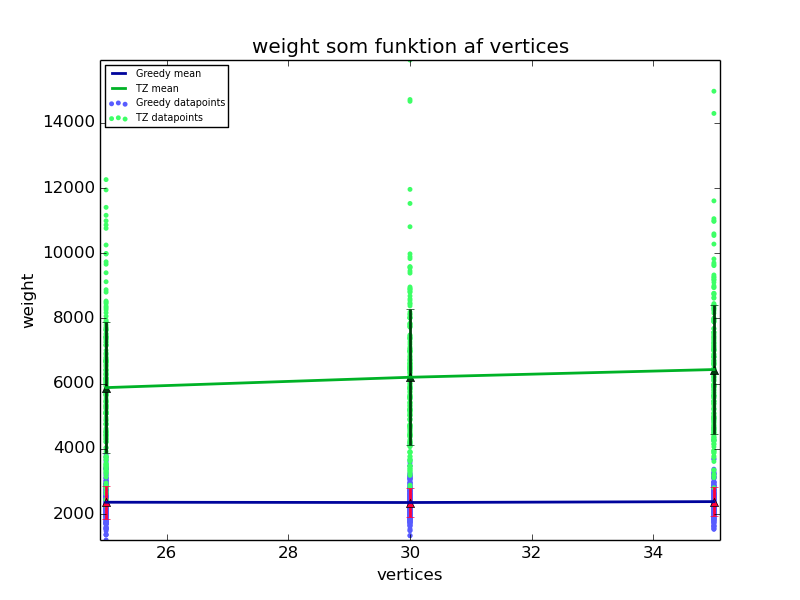 weight som funktion af vertices
Greedy mean
TZ mean
Greedy datapoints
TZ datapoints
14000
12000
10000
8000
6000
4000
2000
weight
26 28 30 32 34
vertices